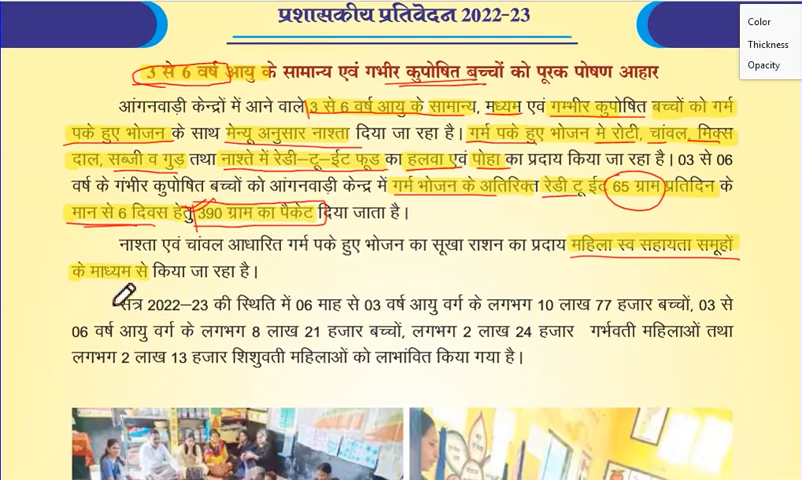 प्रशासकीय प्रतिवेदन 2022-23
Color
Thickness
Opacity
3 से 6 वर्ष आयु के सामान्य एवं गभीर कुपोषित बच्चों को पूरक पोषण आहार
आंगनवाड़ी केन्द्रों में आने वाले 3 से 6 वर्ष आयु के सामान्य, मध्यम एवं गम्भीर कुपोषित बच्चों को गर्म
पके हुए भोजन के साथ मेन्यू अनुसार नाश्ता दिया जा रहा है। गर्म पके हुए भोजन मे रोटी, चांवल, मिक्स
दाल, सब्जी व गुड़ तथा नाश्ते में रेडी–टू–ईट फूड का हलवा एवं पोहा का प्रदाय किया जा रहा है। 03 से 06
वर्ष के गंभीर कुपोषित बच्चों को आंगनवाड़ी केन्द्र में गर्म भोजन के अतिरिक्त रेडी टू ईट 65 ग्राम प्रतिदिन के
मान से 6 दिवस हेतु 390 ग्राम का पैकेट दिया जाता है।
नाश्ता एवं चांवल आधारित गर्म पके हुए भोजन का सूखा राशन का प्रदाय महिला स्व सहायता समूहों
के माध्यम से किया जा रहा है।
सत्र 2022–23 की स्थिति में 06 माह से 03 वर्ष आयु वर्ग के लगभग 10 लाख 77 हजार बच्चों, 03 से
06 वर्ष आयु वर्ग के लगभग 8 लाख 21 हजार बच्चों, लगभग 2 लाख 24 हजार गर्भवती महिलाओं तथा
लगभग 2 लाख 13 हजार शिशुवती महिलाओं को लाभांवित किया गया है।